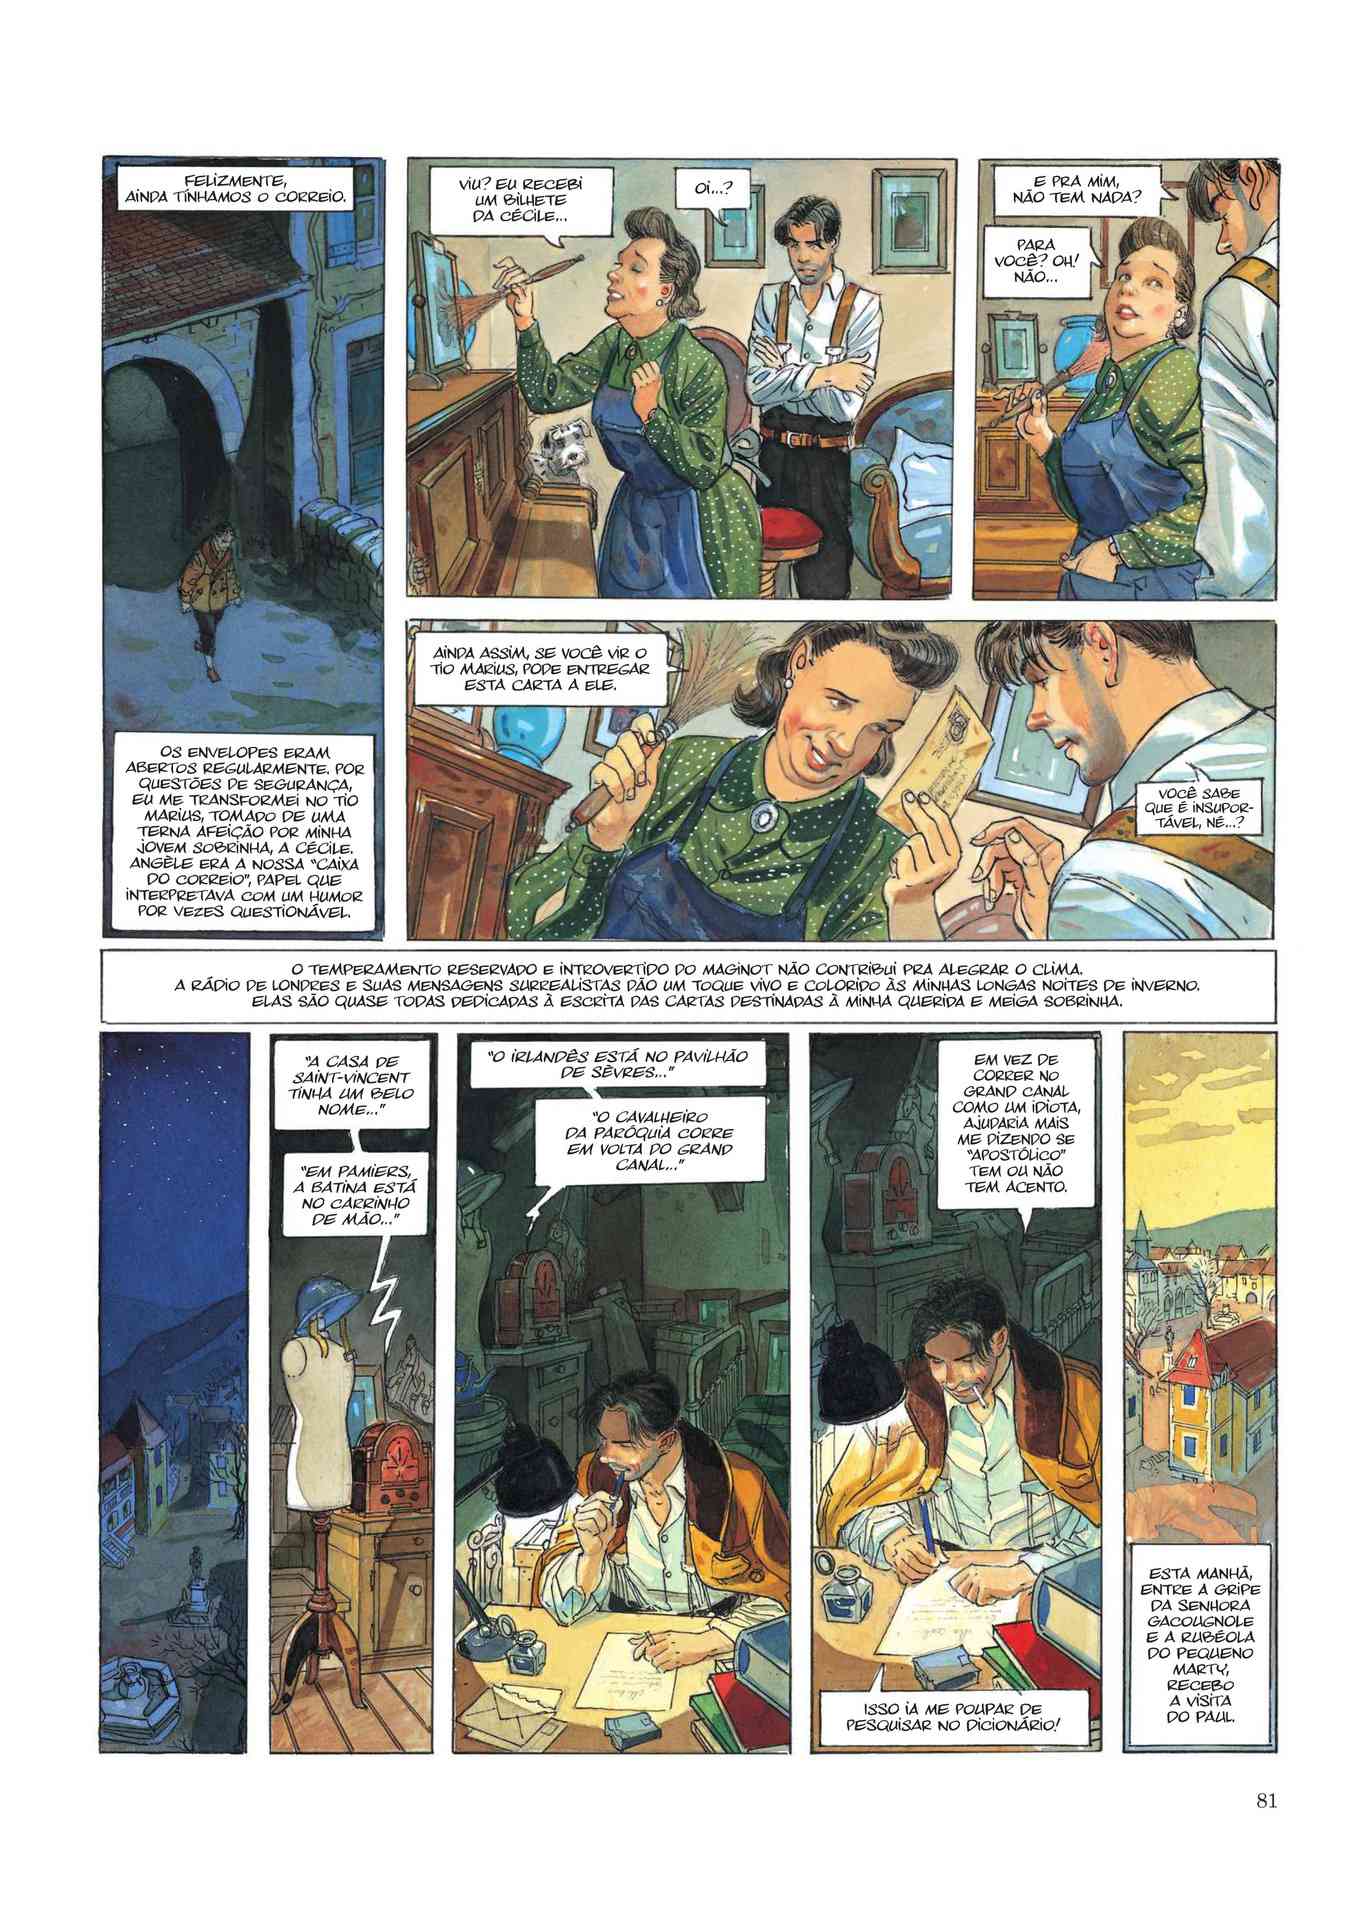 FELIZMENTE,
AINDA TÍNHAMOS O CORREIO.
OS ENVELOPES ERAM
ABERTOS REGULARMENTE. POR
QUESTÕES DE SEGURANÇA,
EU ME TRANSFORMEI NO TIO
MARIUS, TOMADO DE UMA
TERNA AFEIÇÃO POR MINHA
JOVEM SOBRINHA, A CÉCILE.
ANGÈLE ERA A NOSSA "CAIXA
DO CORREIO", PAPEL QUE
INTERPRETAVA COM UM HUMOR
POR VEZES QUESTIONÁVEL.
VIU? EU RECEBI
UM BILHETE
DA CÉCILE...
OI...?
E PRA MIM,
NÃO TEM NADA?
PARA
VOCÊ? OH!
NÃO...
AINDA ASSIM, SE VOCÊ VIR O
TIO MARIUS, PODE ENTREGAR
ESTA CARTA A ELE.
VOCÊ SABE
QUE É INSUPOR-
TÁVEL, NÉ...?
O TEMPERAMENTO RESERVADO E INTROVERTIDO DO MAGINOT NÃO CONTRIBUI PRA ALEGRAR O CLIMA.
A RÁDIO DE LONDRES E SUAS MENSAGENS SURREALISTAS DÃO UM TOQUE VIVO E COLORIDO ÀS MINHAS LONGAS NOITES DE INVERNO.
ELAS SÃO QUASE TODAS DEDICADAS À ESCRITA DAS CARTAS DESTINADAS À MINHA QUERIDA E MEIGA SOBRINHA.
"A CASA DE
SAINT-VINCENT
TINHA UM BELO
NOME..."
"EM PAMIERS,
A BATINA ESTÁ
NO CARRINHO
DE MÃO..."
"O IRLANDÊS ESTÁ NO PAVILHÃO
DE SÈVRES..."
"O CAVALHEIRO
DA PARÓQUIA CORRE
EM VOLTA DO GRAND
CANAL..."
EM VEZ DE
CORRER NO
GRAND CANAL
COMO UM IDIOTA,
AJUDARIA MAIS
ME DIZENDO SE
"APOSTÓLICO"
TEM OU NÃO
TEM ACENTO.
ISSO IA ME POUPAR DE
PESQUISAR NO DICIONÁRIO!
ESTA MANHÃ,
ENTRE A GRIPE
DA SENHORA
GACOUGNOLE
E A RUBÉOLA
DO PEQUENO
MARTY,
RECEBO
A VISITA
DO PAUL.
81